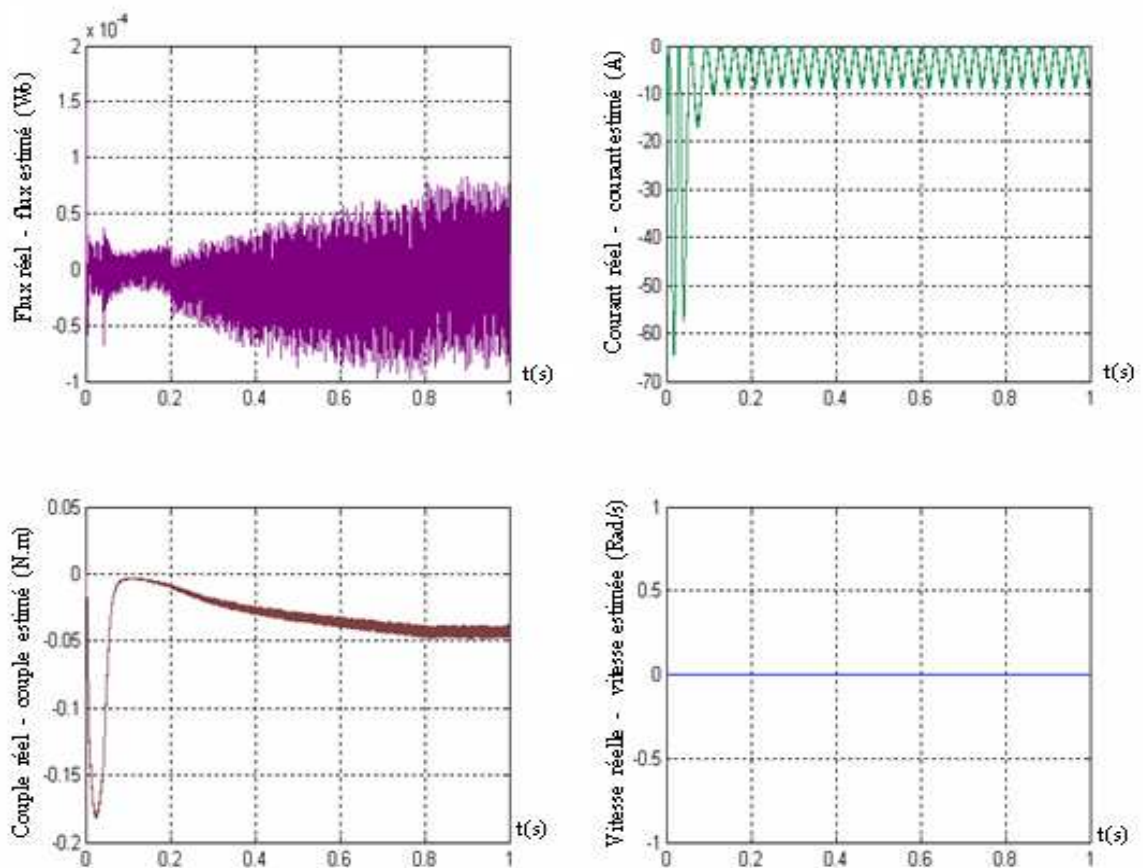 x 10⁻⁴
Flux réel - flux estimé (Wb)
2
1.5
1
0.5
0
-0.5
-1
0 0.2 0.4 0.6 0.8 1
t(s)
Courant réel - courant estimé (A)
0
-10
-20
-30
-40
-50
-60
-70
0 0.2 0.4 0.6 0.8 1
t(s)
Couple réel - couple estimé (N.m)
0.05
0
-0.05
-0.1
-0.15
-0.2
0 0.2 0.4 0.6 0.8 1
t(s)
Vitesse réelle - vitesse estimée (Rad/s)
1
0.5
0
-0.5
-1
0 0.2 0.4 0.6 0.8 1
t(s)